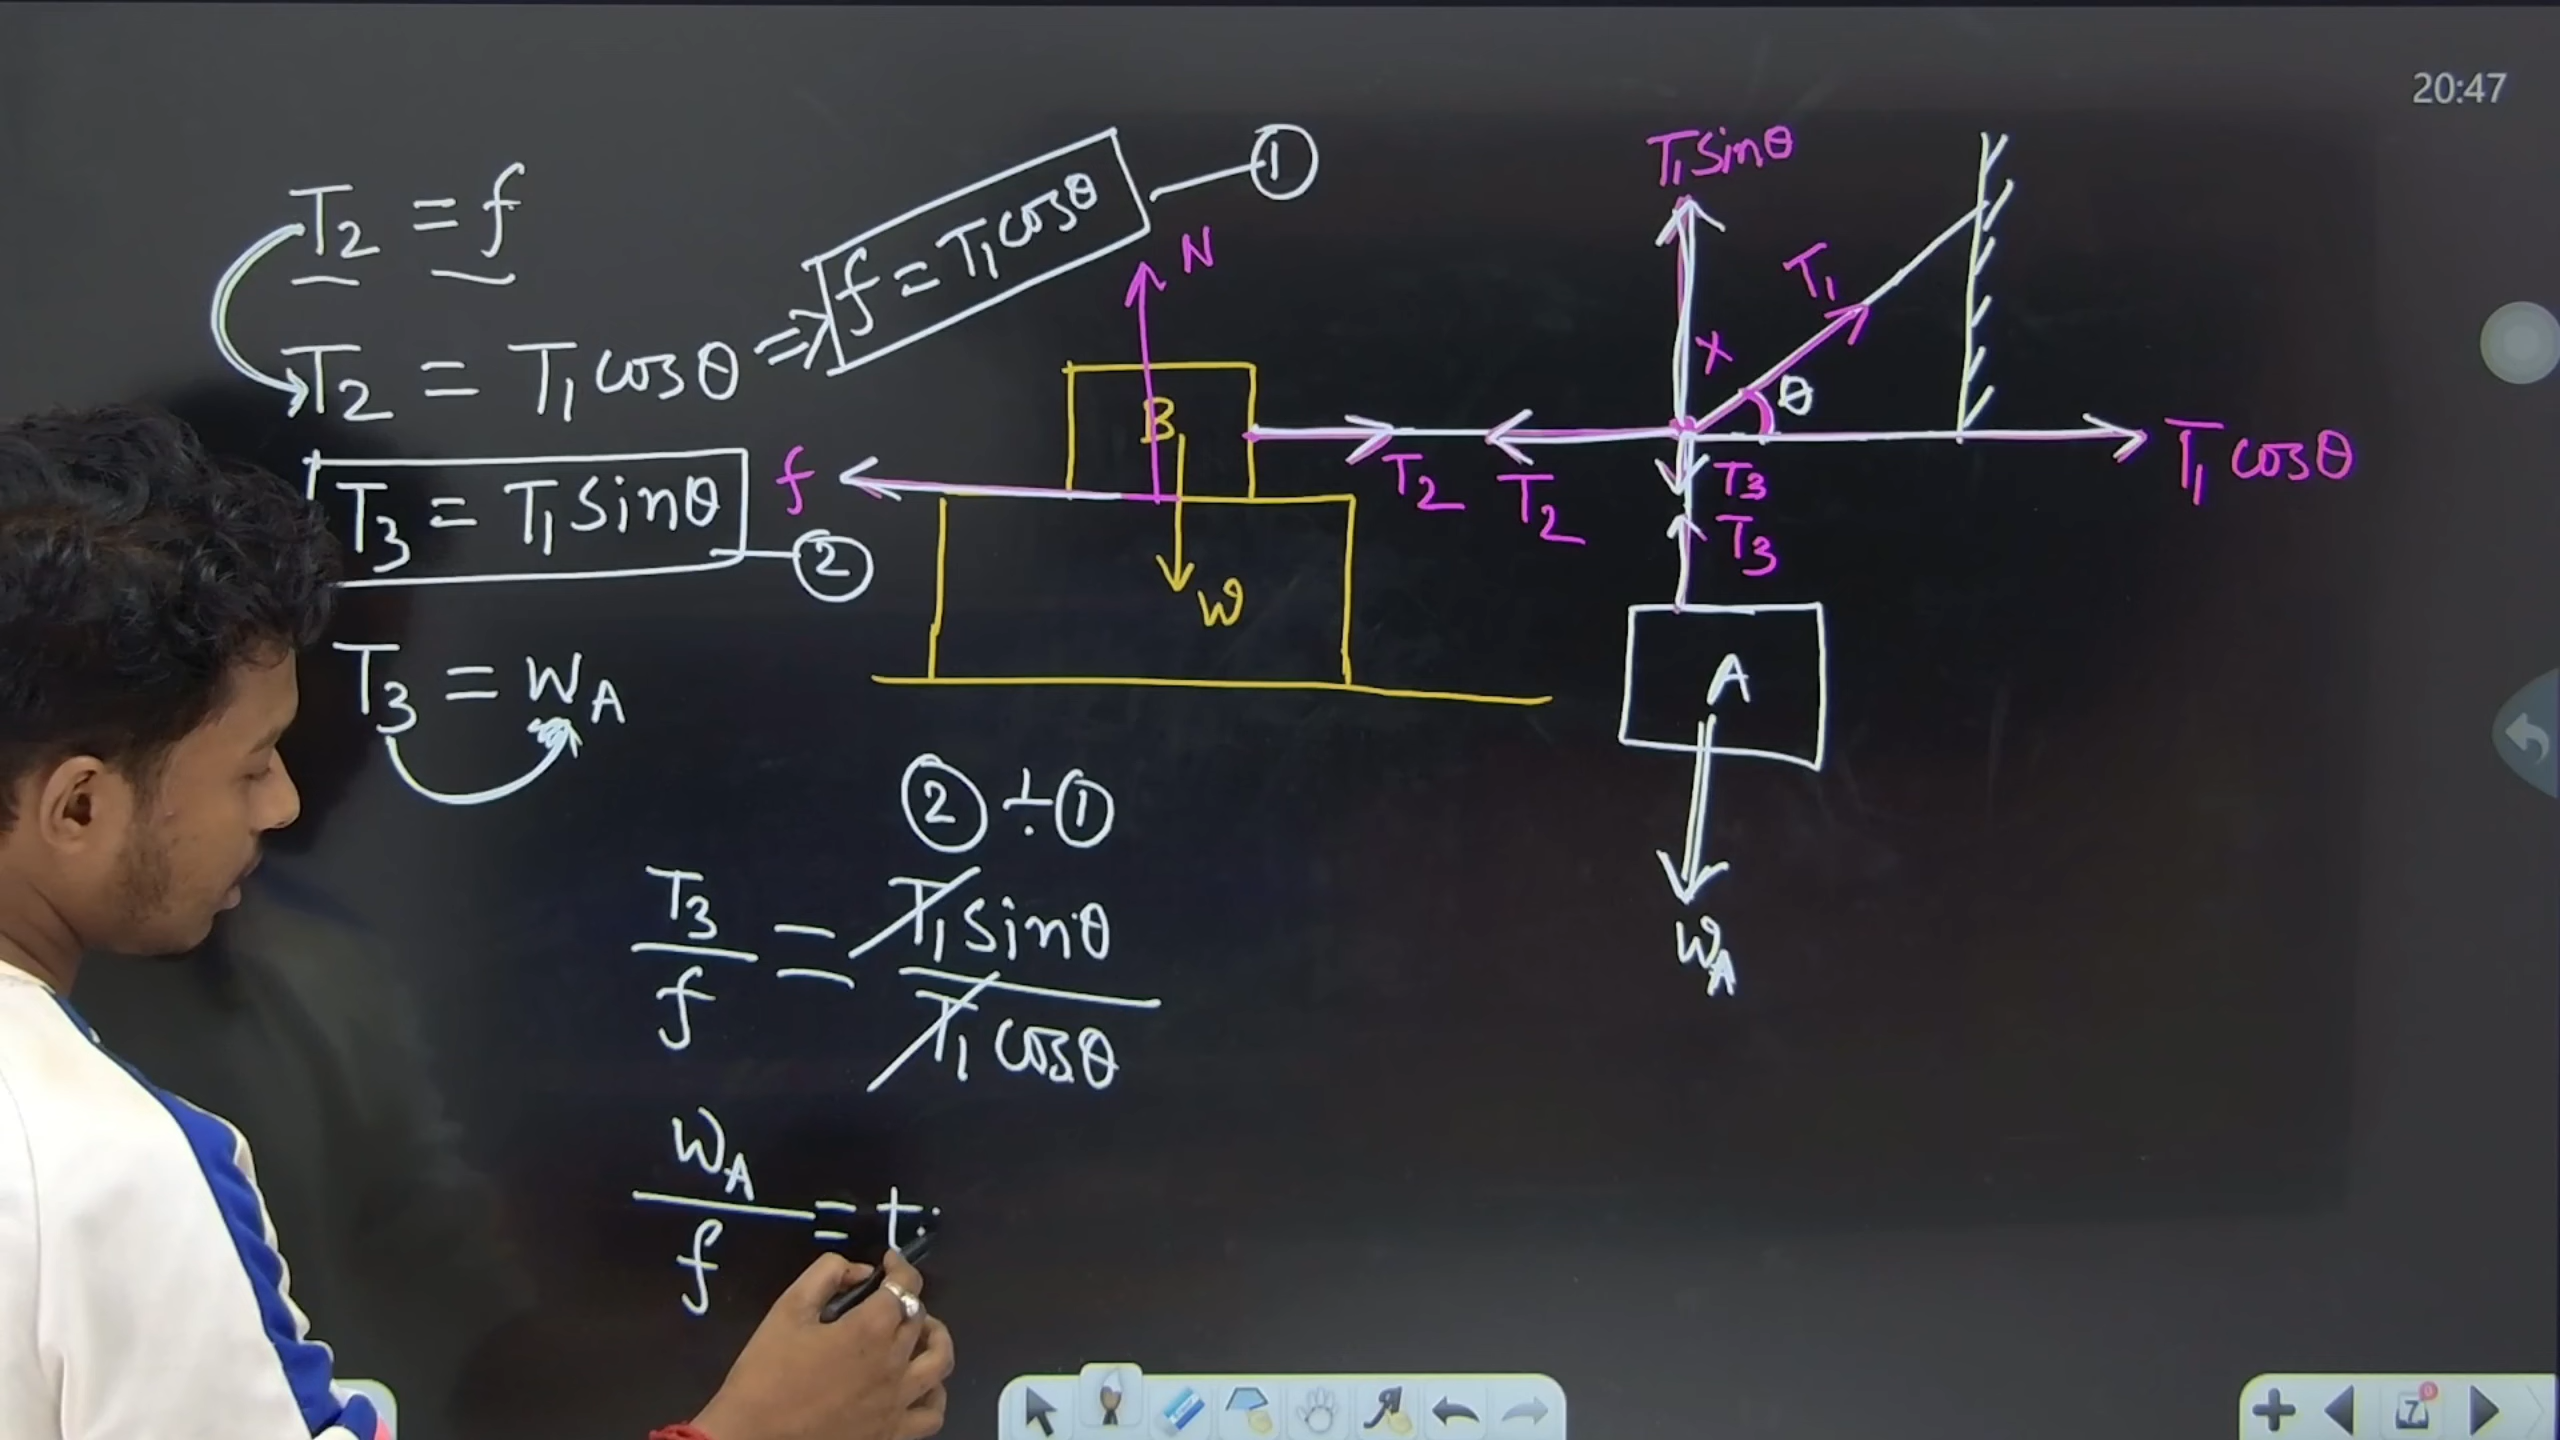 20:47
T₂ = f
T₂ = T₁ cosθ ⇒ f = T₁ cosθ ①
T₃ = T₁ sinθ ②
T₃ = W_A
② ÷ ①
T₃/f = T₁ sinθ / T₁ cosθ
W_A/f = t
N
B
f
W
T₂
T₂
T₁ sinθ
T₁
x
θ
T₁ cosθ
T₃
T₃
A
W_A
7